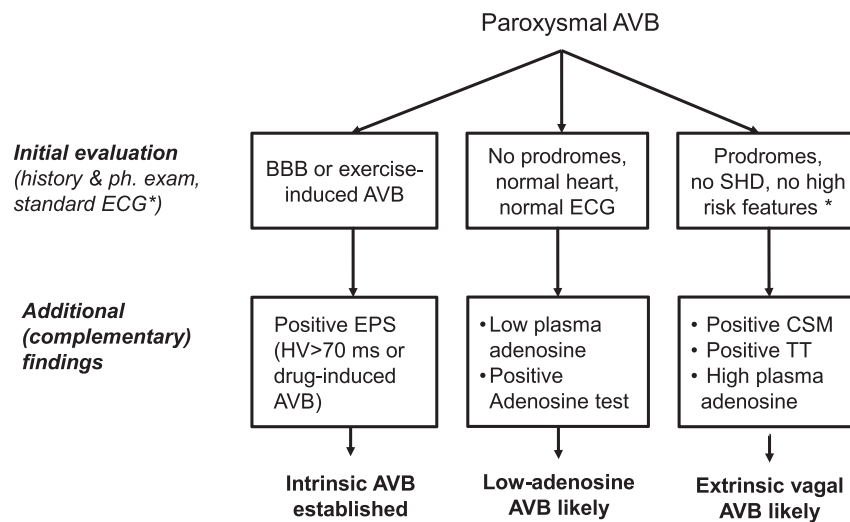 Paroxysmal AVB
Initial evaluation
(history & ph. exam,
standard ECG*)
BBB or exercise-
induced AVB
No prodromes,
normal heart,
normal ECG
Prodromes,
no SHD, no high
risk features *
Additional
(complementary)
findings
Positive EPS
(HV>70 ms or
drug-induced
AVB)
•Low plasma
adenosine
•Positive
Adenosine test
• Positive CSM
• Positive TT
• High plasma
adenosine
Intrinsic AVB
established
Low-adenosine
AVB likely
Extrinsic vagal
AVB likely